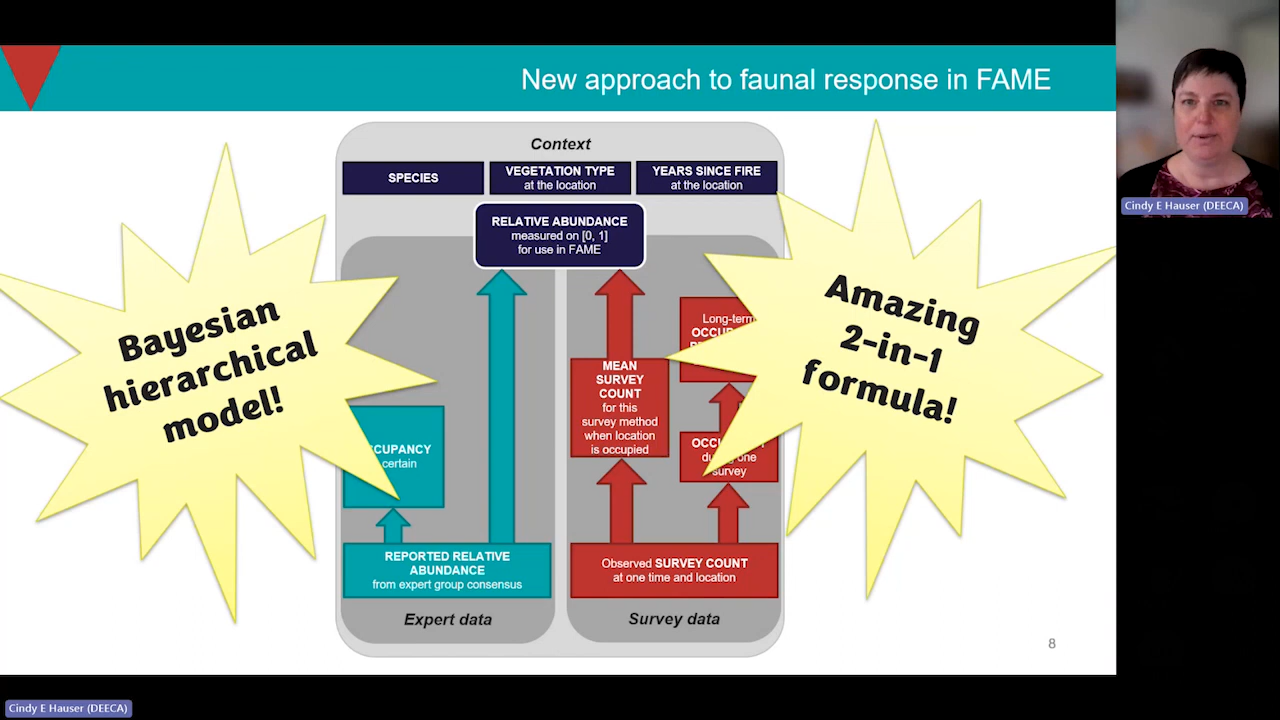 New approach to faunal response in FAME
Context
SPECIES
VEGETATION TYPE
at the location
YEARS SINCE FIRE
at the location
RELATIVE ABUNDANCE
measured on [0, 1]
for use in FAME
Bayesian
hierarchical
model!
Amazing
2-in-1
formula!
Long-term
MEAN
SURVEY
COUNT
for this
survey method
when location
is occupied
during one
survey
CUPANCY
certain
REPORTED RELATIVE
ABUNDANCE
from expert group consensus
Observed SURVEY COUNT
at one time and location
Expert data
Survey data
8
Cindy E Hauser (DEECA)
Cindy E Hauser (DEECA)